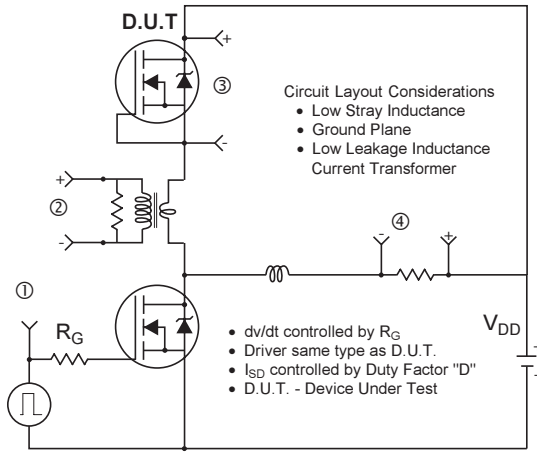 D.U.T
+
③
Circuit Layout Considerations
• Low Stray Inductance
• Ground Plane
• Low Leakage Inductance
Current Transformer
-
+
②
-
④
-
+
①
R_G
V_DD
• dv/dt controlled by R_G
• Driver same type as D.U.T.
• I_SD controlled by Duty Factor "D"
• D.U.T. - Device Under Test
+
-